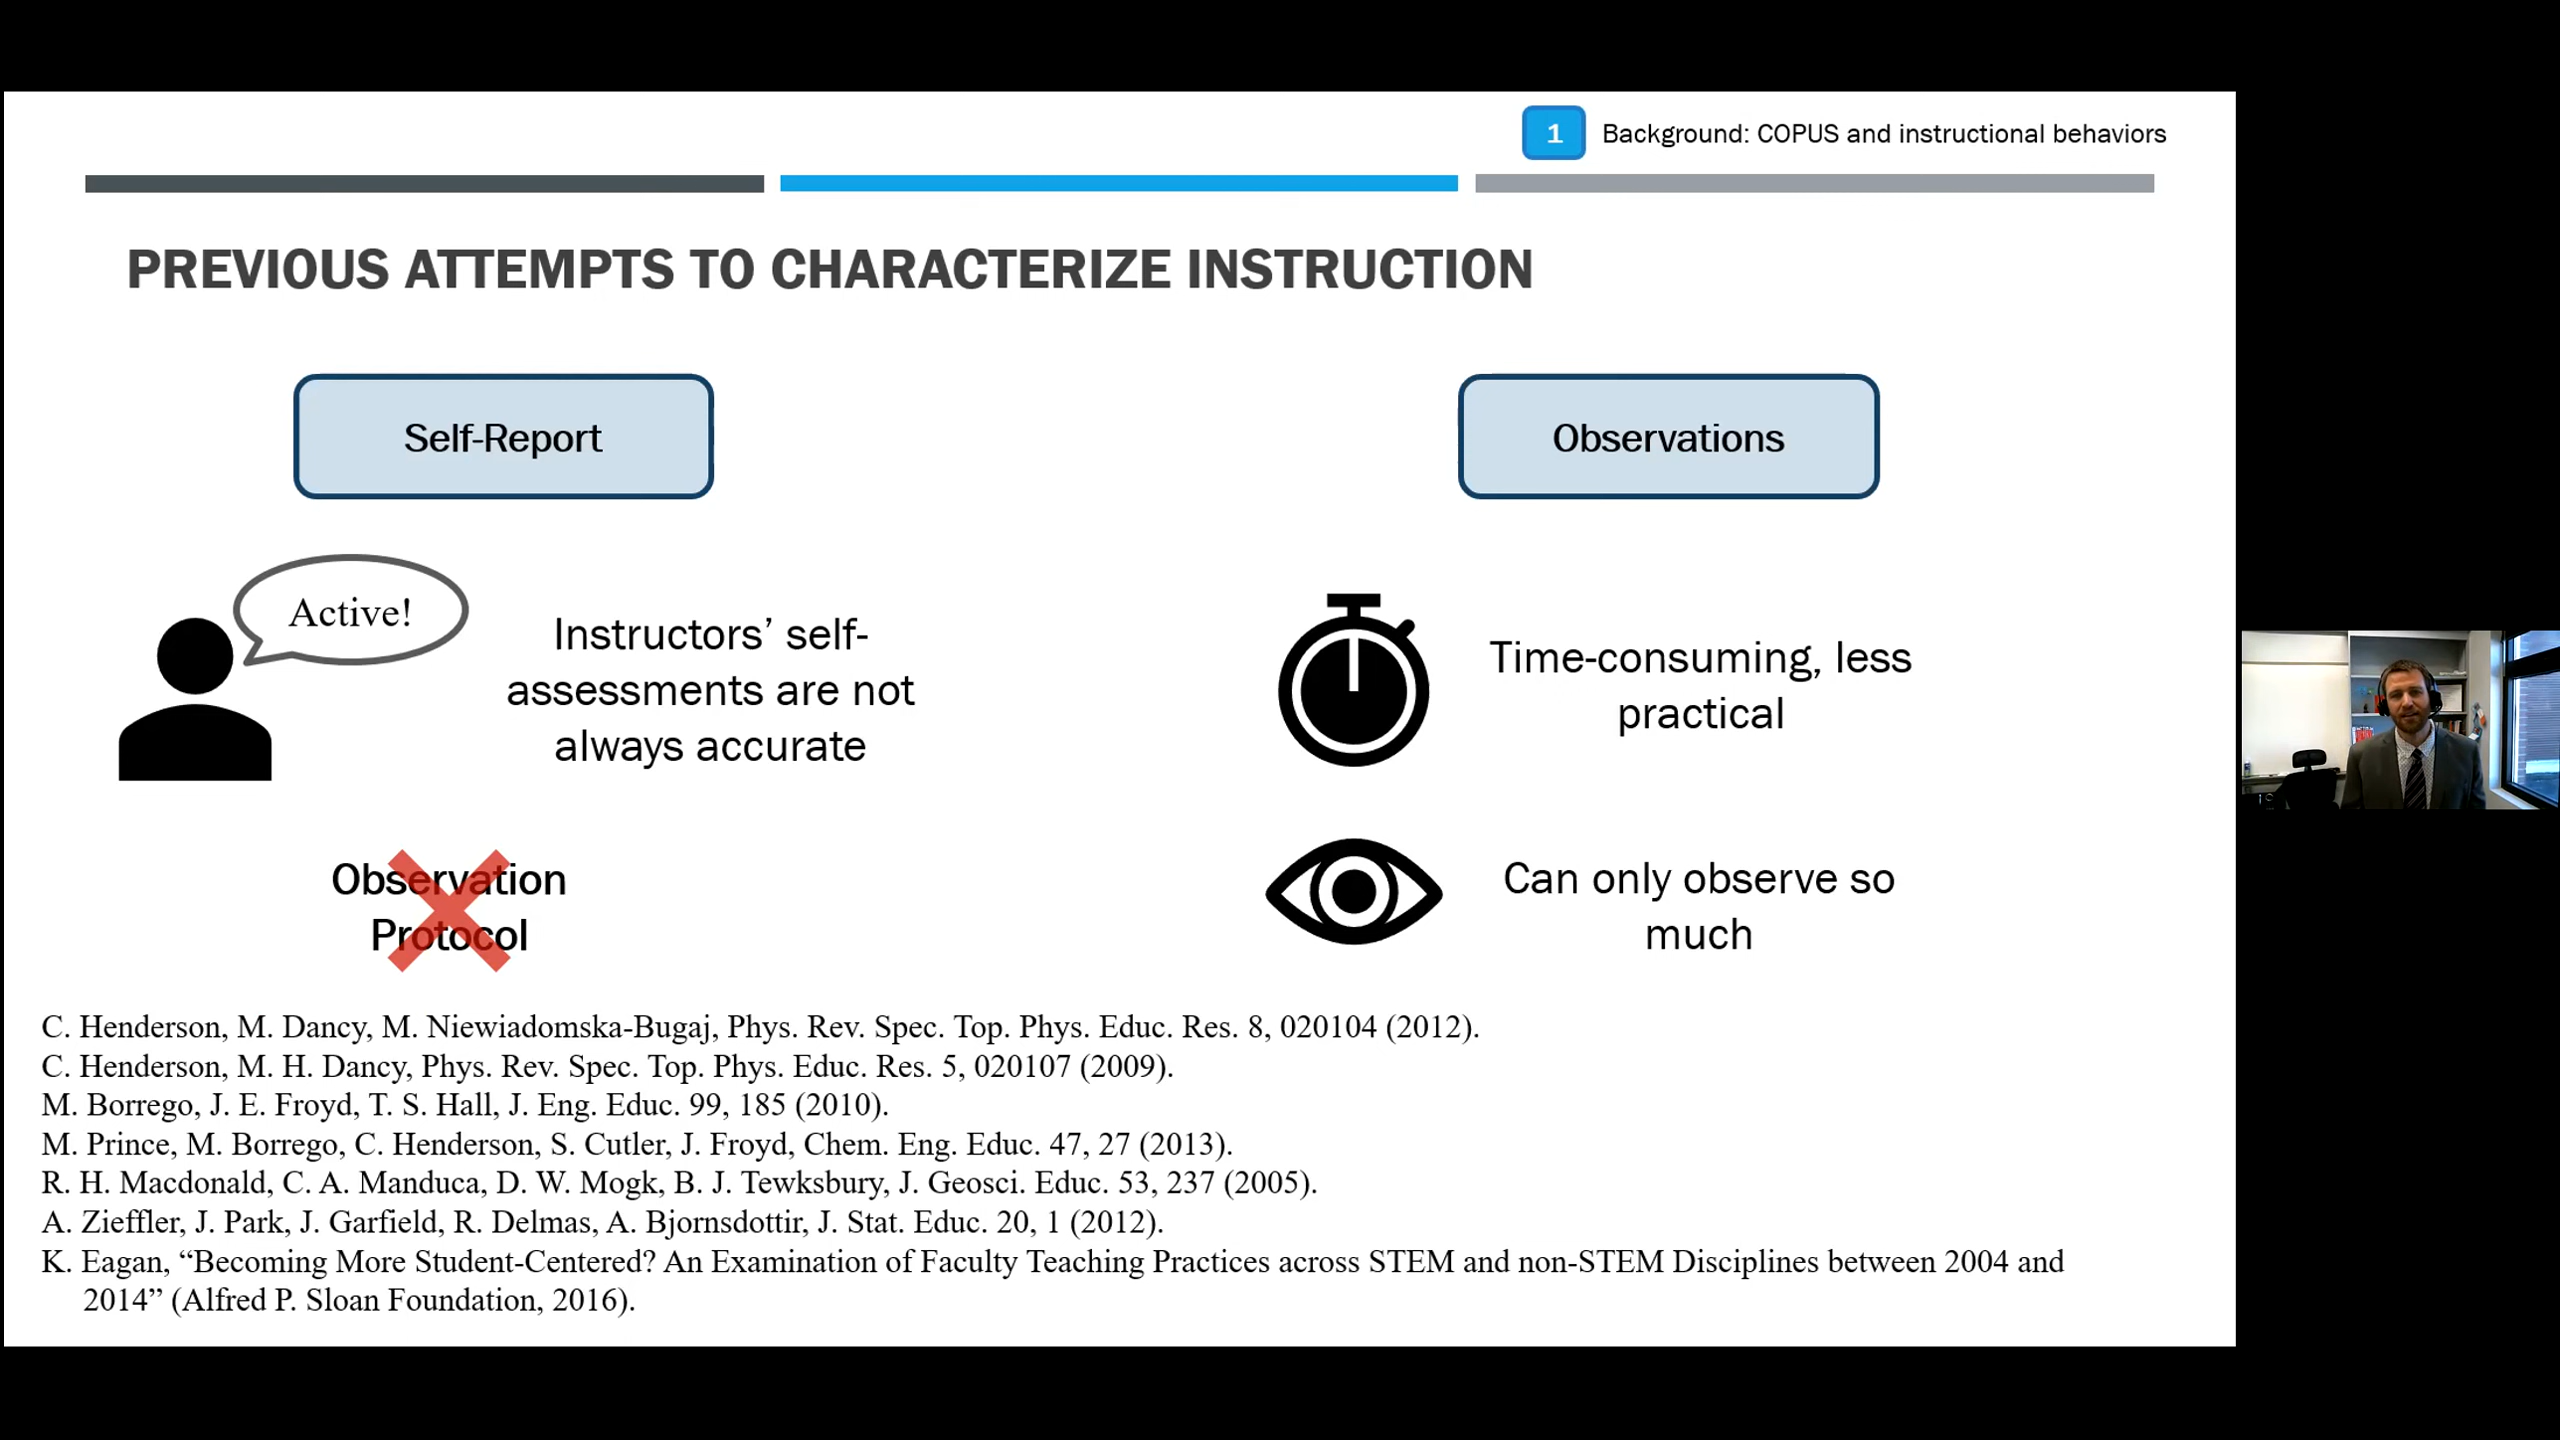 1 Background: COPUS and instructional behaviors
PREVIOUS ATTEMPTS TO CHARACTERIZE INSTRUCTION
Self-Report
Active!
Instructors’ self-
assessments are not
always accurate
Observation
Protocol
Observations
Time-consuming, less
practical
Can only observe so
much
C. Henderson, M. Dancy, M. Niewiadomska-Bugaj, Phys. Rev. Spec. Top. Phys. Educ. Res. 8, 020104 (2012).
C. Henderson, M. H. Dancy, Phys. Rev. Spec. Top. Phys. Educ. Res. 5, 020107 (2009).
M. Borrego, J. E. Froyd, T. S. Hall, J. Eng. Educ. 99, 185 (2010).
M. Prince, M. Borrego, C. Henderson, S. Cutler, J. Froyd, Chem. Eng. Educ. 47, 27 (2013).
R. H. Macdonald, C. A. Manduca, D. W. Mogk, B. J. Tewksbury, J. Geosci. Educ. 53, 237 (2005).
A. Zieffler, J. Park, J. Garfield, R. Delmas, A. Bjornsdottir, J. Stat. Educ. 20, 1 (2012).
K. Eagan, “Becoming More Student-Centered? An Examination of Faculty Teaching Practices across STEM and non-STEM Disciplines between 2004 and
2014” (Alfred P. Sloan Foundation, 2016).